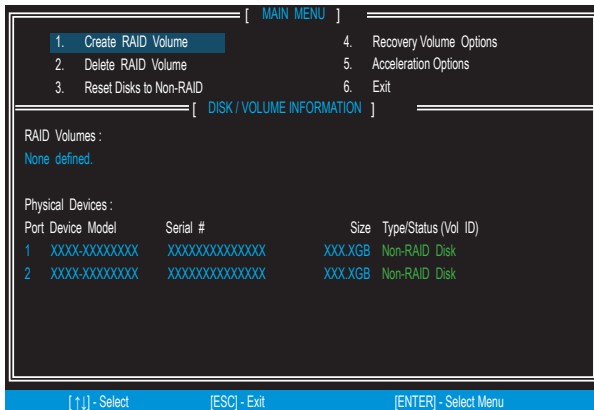 [ MAIN MENU ]
1. Create RAID Volume 4. Recovery Volume Options
2. Delete RAID Volume 5. Acceleration Options
3. Reset Disks to Non-RAID 6. Exit
[ DISK / VOLUME INFORMATION ]
RAID Volumes :
None defined.
Physical Devices :
Port Device Model Serial # Size Type/Status (Vol ID)
1 XXXX-XXXXXXXX XXXXXXXXXXXXXX XXX.XGB Non-RAID Disk
2 XXXX-XXXXXXXX XXXXXXXXXXXXXX XXX.XGB Non-RAID Disk
[ ↑↓] - Select [ESC] - Exit [ENTER] - Select Menu